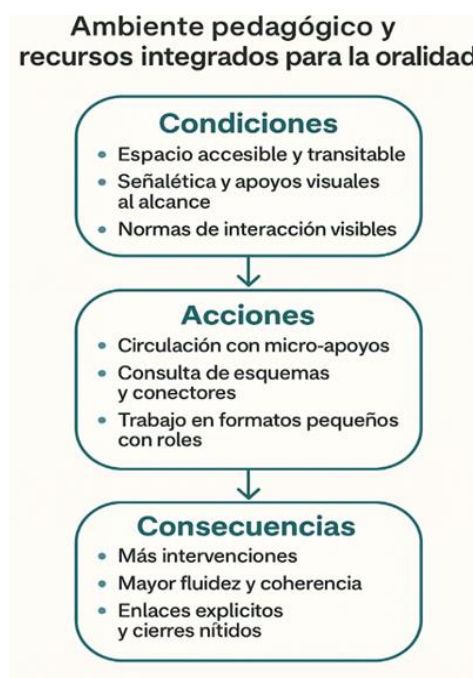 Ambiente pedagógico y
recursos integrados para la oralidad
Condiciones
• Espacio accesible y transitable
• Señalética y apoyos visuales
al alcance
• Normas de interacción visibles
Acciones
• Circulación con micro-apoyos
• Consulta de esquemas
y conectores
• Trabajo en formatos pequeños
con roles
Consecuencias
• Más intervenciones
• Mayor fluidez y coherencia
• Enlaces explicitos
y cierres nítidos